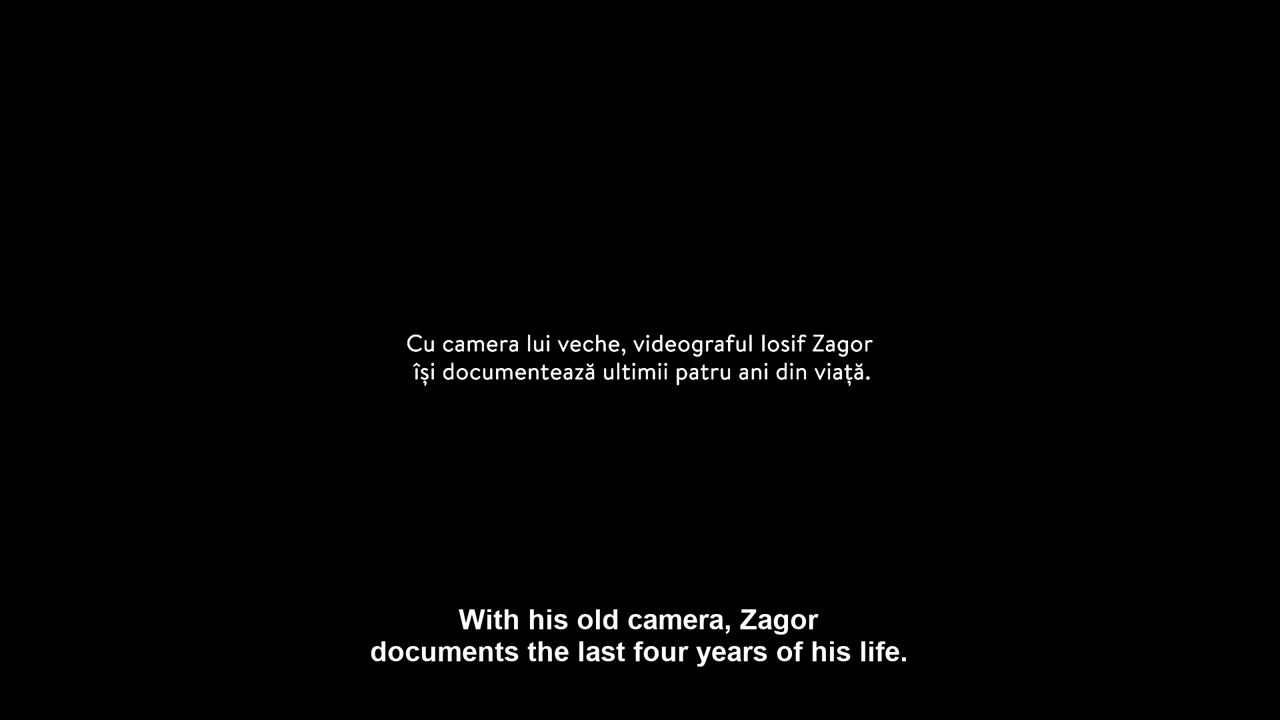 Cu camera lui veche, videograful Iosif Zagor
își documentează ultimii patru ani din viață.
With his old camera, Zagor
documents the last four years of his life.